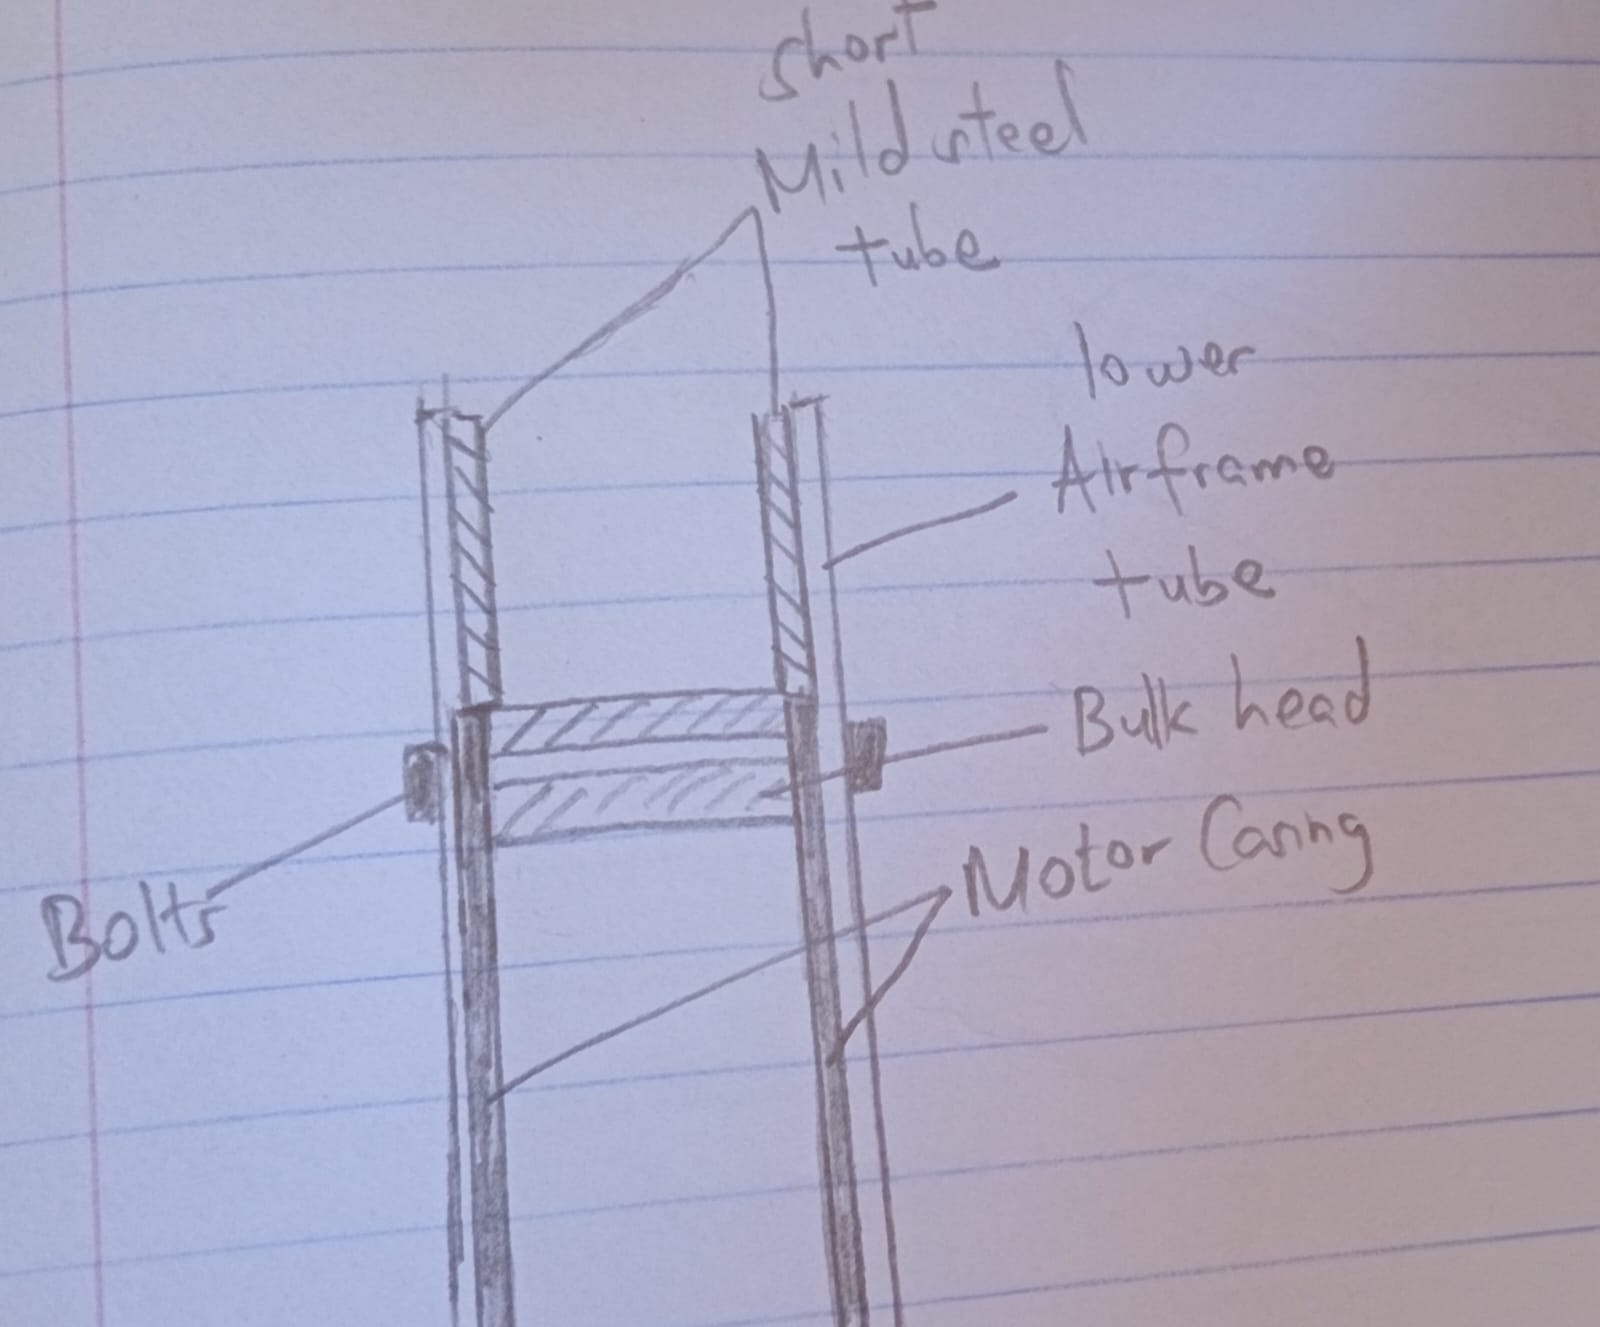 short
Mild steel
tube
lower
Airframe
tube
Bulk head
Motor Casing
Bolts